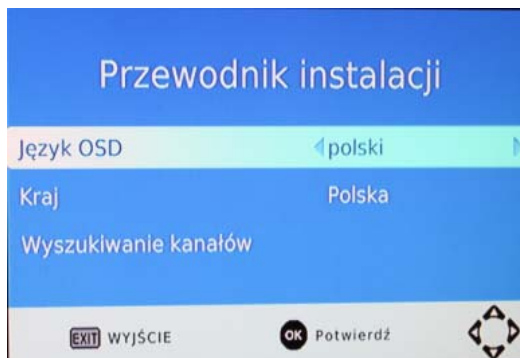 Przewodnik instalacji
Język OSD polski
Kraj Polska
Wyszukiwanie kanałów
EXIT WYJŚCIE OK Potwierdź